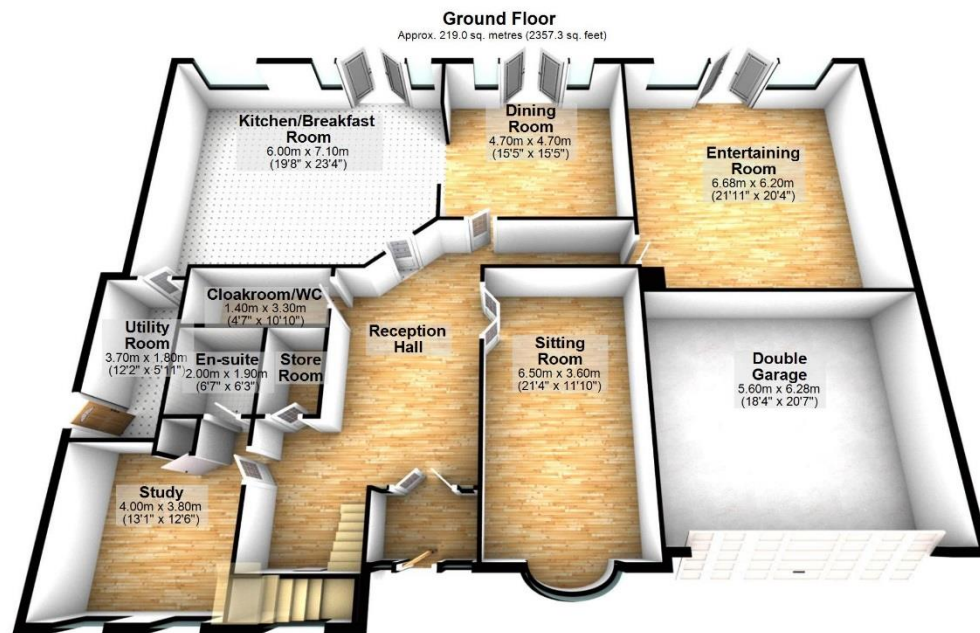 Ground Floor
Approx. 219.0 sq. metres (2357.3 sq. feet)
Kitchen/Breakfast
Room
6.00m x 7.10m
(19'8" x 23'4")
Dining
Room
4.70m x 4.70m
(15'5" x 15'5")
Entertaining
Room
6.68m x 6.20m
(21'11" x 20'4")
Cloakroom/WC
1.40m x 3.30m
(4'7" x 10'10")
Utility
Room
3.70m x 1.80m
(12'2" x 5'11")
En-suite
2.00m x 1.90m
(6'7" x 6'3")
Store
Room
Reception
Hall
Sitting
Room
6.50m x 3.60m
(21'4" x 11'10")
Double
Garage
5.60m x 6.28m
(18'4" x 20'7")
Study
4.00m x 3.80m
(13'1" x 12'6")